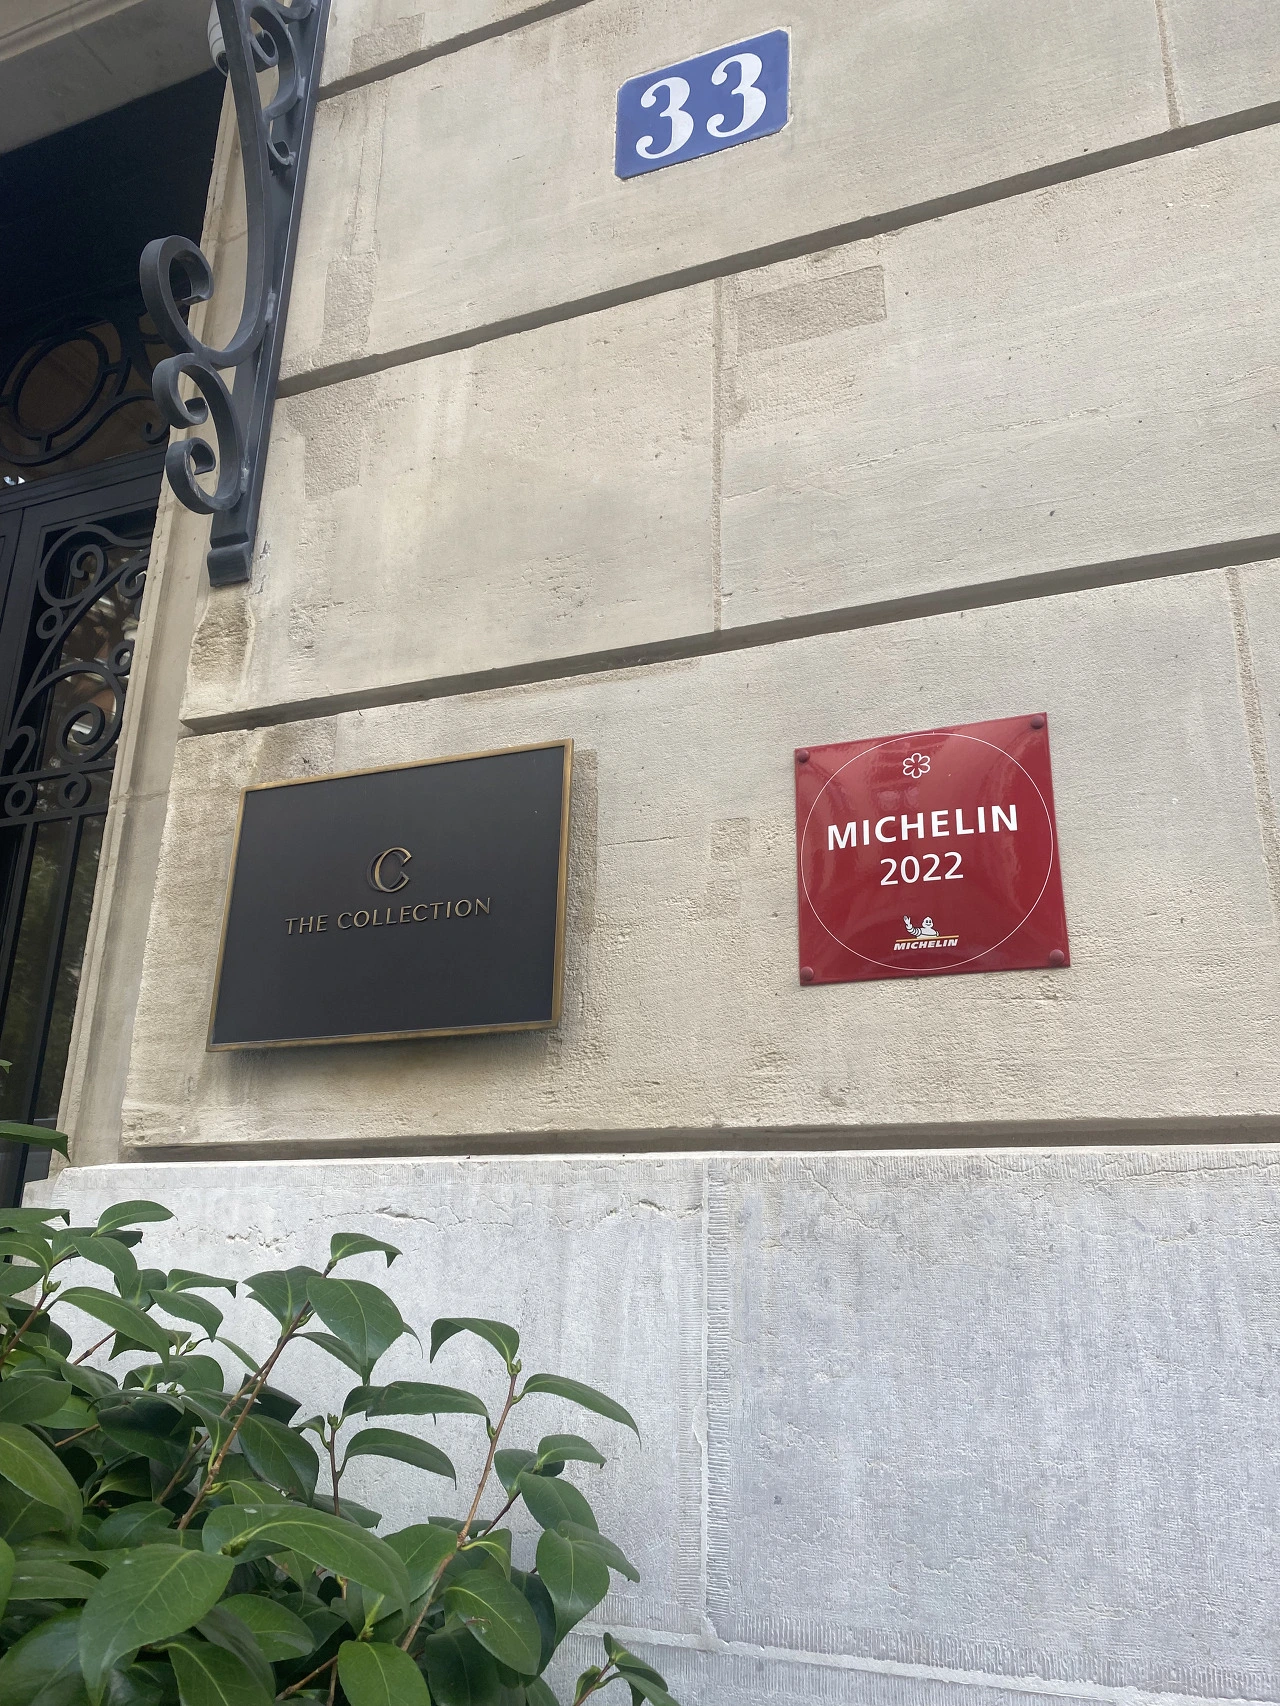 33
C
THE COLLECTION
MICHELIN
2022
MICHELIN